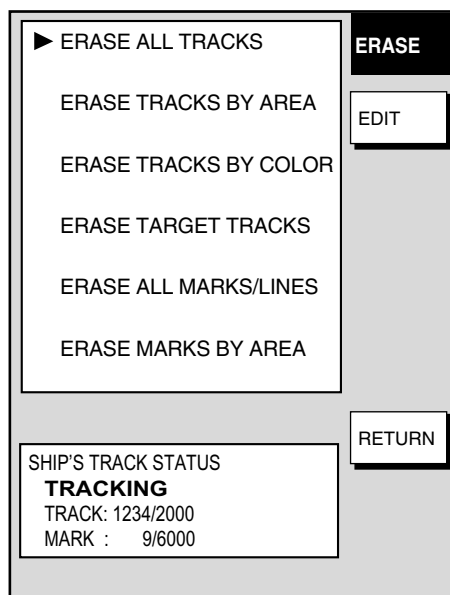 ▶ ERASE ALL TRACKS
ERASE TRACKS BY AREA
ERASE TRACKS BY COLOR
ERASE TARGET TRACKS
ERASE ALL MARKS/LINES
ERASE MARKS BY AREA
ERASE
EDIT
RETURN
SHIP'S TRACK STATUS
TRACKING
TRACK: 1234/2000
MARK : 9/6000